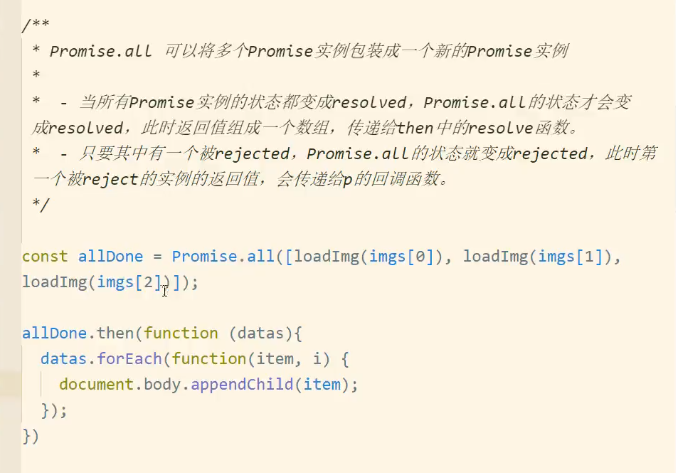 /**
* Promise.all 可以将多个Promise实例包装成一个新的Promise实例
*
* - 当所有Promise实例的状态都变成resolved，Promise.all的状态才会变
成resolved，此时返回值组成一个数组，传递给then中的resolve函数。
* - 只要其中有一个被rejected，Promise.all的状态就变成rejected，此时第
一个被reject的实例的返回值，会传递给p的回调函数。
*/
const allDone = Promise.all([loadImg(imgs[0]), loadImg(imgs[1]),
loadImg(imgs[2])]);
allDone.then(function (datas){
datas.forEach(function(item, i) {
document.body.appendChild(item);
});
})